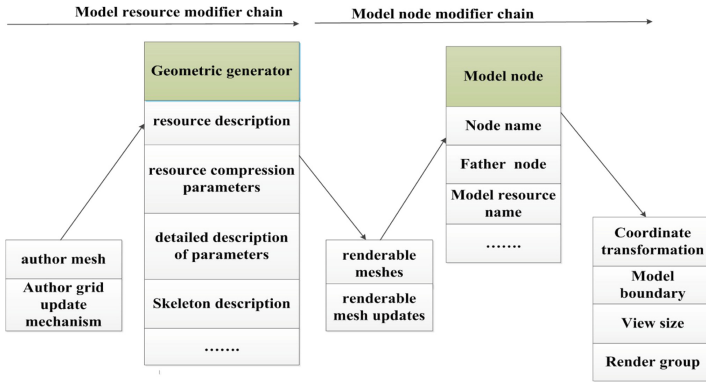 Model resource modifier chain
Model node modifier chain
Geometric generator
resource description
resource compression
parameters
detailed description
of parameters
Skeleton description
.......
author mesh
Author grid
update
mechanism
renderable
meshes
renderable
mesh updates
Model node
Node name
Father node
Model resource
name
.......
Coordinate
transformation
Model
boundary
View size
Render group